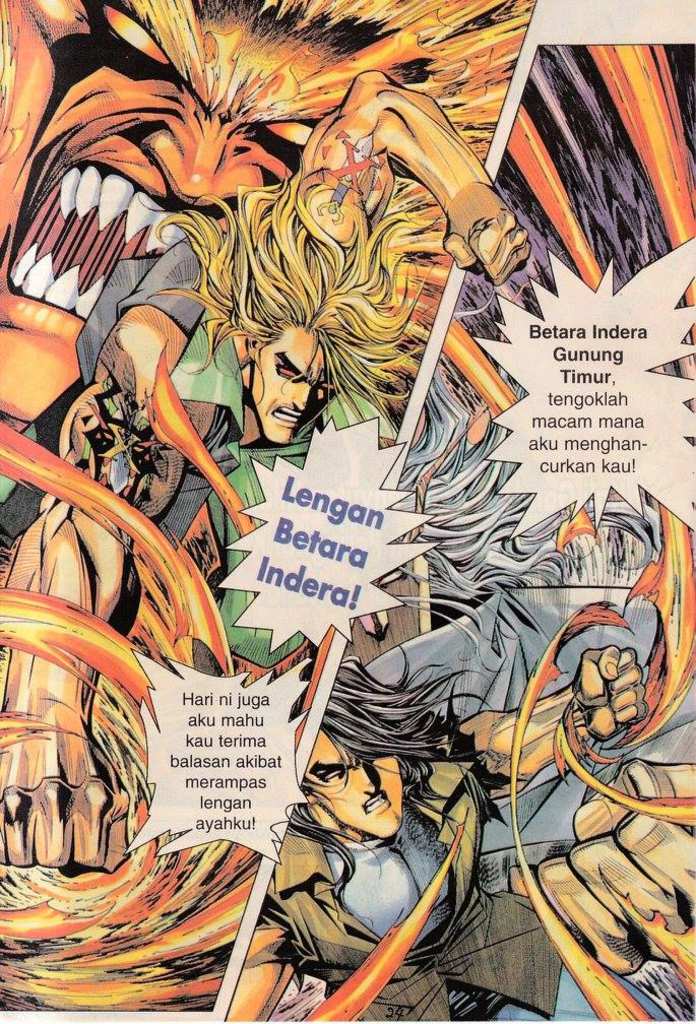 Betara Indera
Gunung
Timur,
tengoklah
macam mana
aku menghan-
curkan kau!
Lengan
Betara
Indera!
Hari ni juga
aku mahu
kau terima
balasan akibat
merampas
lengan
ayahku!
24